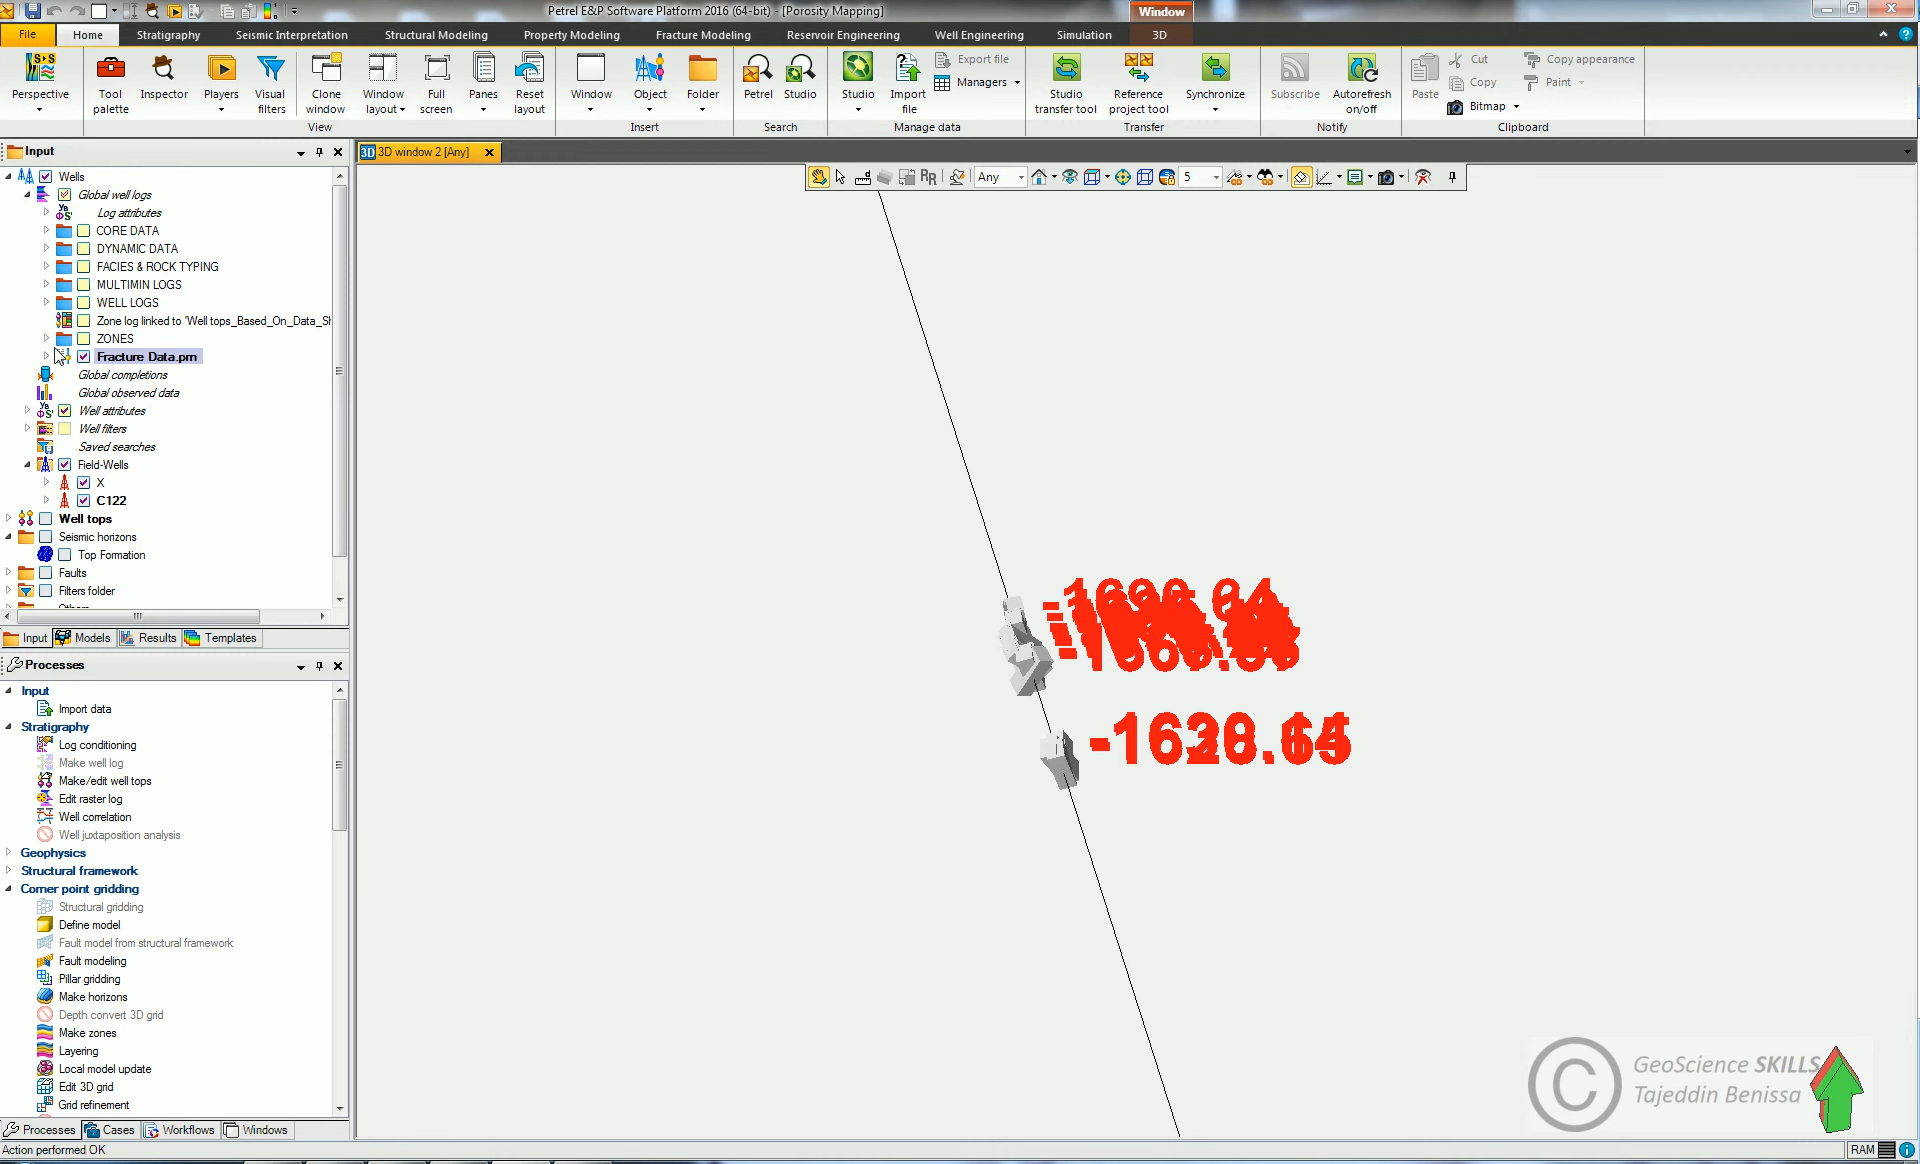 Petrel E&P Software Platform 2016 (64-bit) - [Porosity Mapping]
Window
File
Home
Stratigraphy
Seismic Interpretation
Structural Modeling
Property Modeling
Fracture Modeling
Reservoir Engineering
Well Engineering
Simulation
3D
Perspective
Tool palette
Inspector
Players
Visual filters
Clone window
Window layout
Full screen
Panes
Reset layout
Window
Object
Folder
Petrel
Studio
Studio
Import file
Export file
Managers
Studio transfer tool
Reference project tool
Synchronize
Subscribe
Autorefresh on/off
Paste
Cut
Copy
Bitmap
Copy appearance
Paint
View
Insert
Search
Manage data
Transfer
Notify
Clipboard
Input
3D 3D window 2 [Any]
Any
5
Wells
Global well logs
Log attributes
CORE DATA
DYNAMIC DATA
FACIES & ROCK TYPING
MULTIMIN LOGS
WELL LOGS
Zone log linked to 'Well tops_Based_On_Data_Sh
ZONES
Fracture Data.prn
Global completions
Global observed data
Well attributes
Well filters
Saved searches
Field-Wells
X
C122
Well tops
Seismic horizons
Top Formation
Faults
Filters folder
Input
Models
Results
Templates
Processes
Input
Import data
Stratigraphy
Log conditioning
Make well log
Make/edit well tops
Edit raster log
Well correlation
Well juxtaposition analysis
Geophysics
Structural framework
Corner point gridding
Structural gridding
Define model
Fault model from structural framework
Fault modeling
Pillar gridding
Make horizons
Depth convert 3D grid
Make zones
Layering
Local model update
Edit 3D grid
Grid refinement
Processes
Cases
Workflows
Windows
Action performed OK
RAM
© GeoScience SKILLS
Tajeddin Benissa